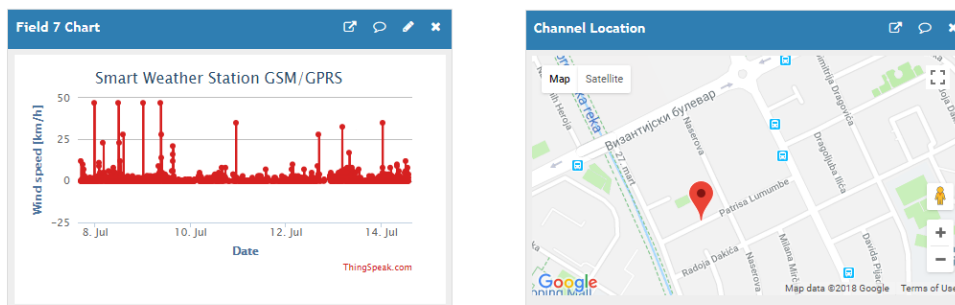 Field 7 Chart
Smart Weather Station GSM/GPRS
Wind speed [km/h]
50
25
0
-25
8. Jul
10. Jul
12. Jul
14. Jul
Date
ThingSpeak.com
Channel Location
Map
Satellite
Византијски булевар
Naserova
27. mart
Dragoljuba Ilića
Patrisa Lumumbe
Radoja Dakića
Naserova
Milana Mirč
Davida Pijad
Google
Map data ©2018 Google
Terms of Use